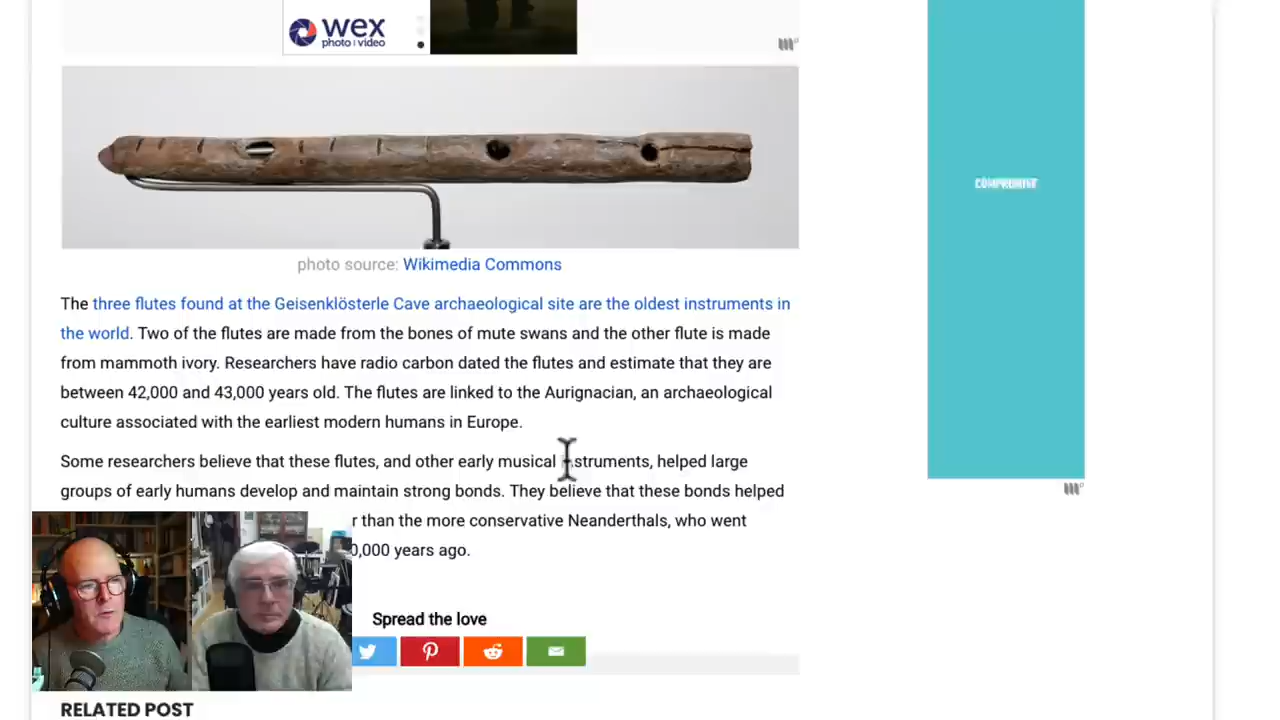 wex
photo video
photo source: Wikimedia Commons
The three flutes found at the Geisenklösterle Cave archaeological site are the oldest instruments in
the world. Two of the flutes are made from the bones of mute swans and the other flute is made
from mammoth ivory. Researchers have radio carbon dated the flutes and estimate that they are
between 42,000 and 43,000 years old. The flutes are linked to the Aurignacian, an archaeological
culture associated with the earliest modern humans in Europe.
Some researchers believe that these flutes, and other early musical instruments, helped large
groups of early humans develop and maintain strong bonds. They believe that these bonds helped
r than the more conservative Neanderthals, who went
0,000 years ago.
Spread the love
RELATED POST